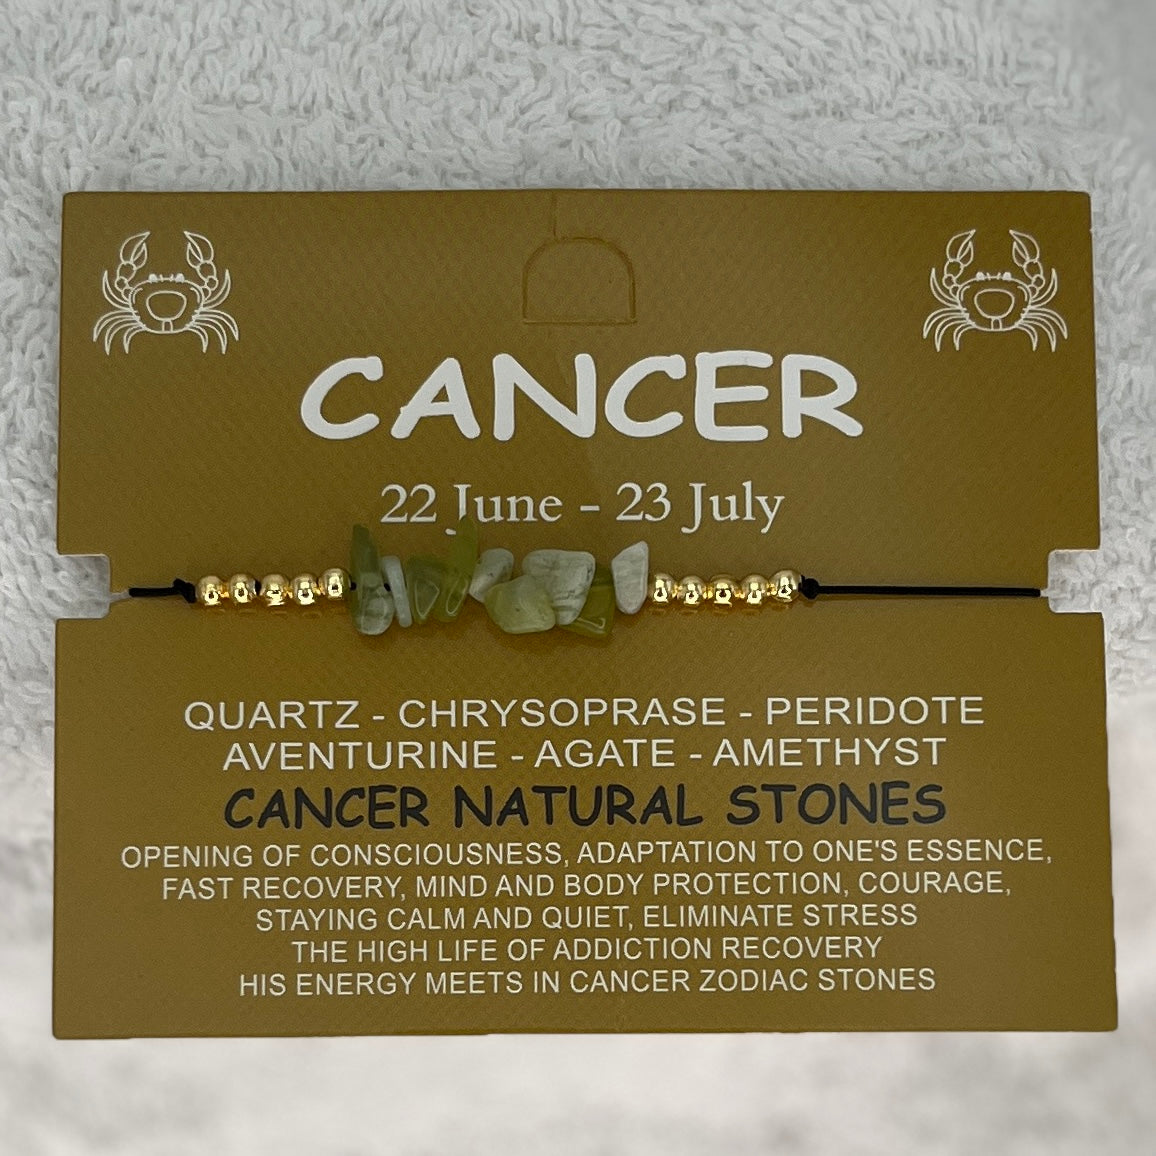 CANCER
22 June - 23 July
QUARTZ - CHRYSOPRASE - PERIDOTE
AVENTURINE - AGATE - AMETHYST
CANCER NATURAL STONES
OPENING OF CONSCIOUSNESS, ADAPTATION TO ONE'S ESSENCE,
FAST RECOVERY, MIND AND BODY PROTECTION, COURAGE,
STAYING CALM AND QUIET, ELIMINATE STRESS
THE HIGH LIFE OF ADDICTION RECOVERY
HIS ENERGY MEETS IN CANCER ZODIAC STONES